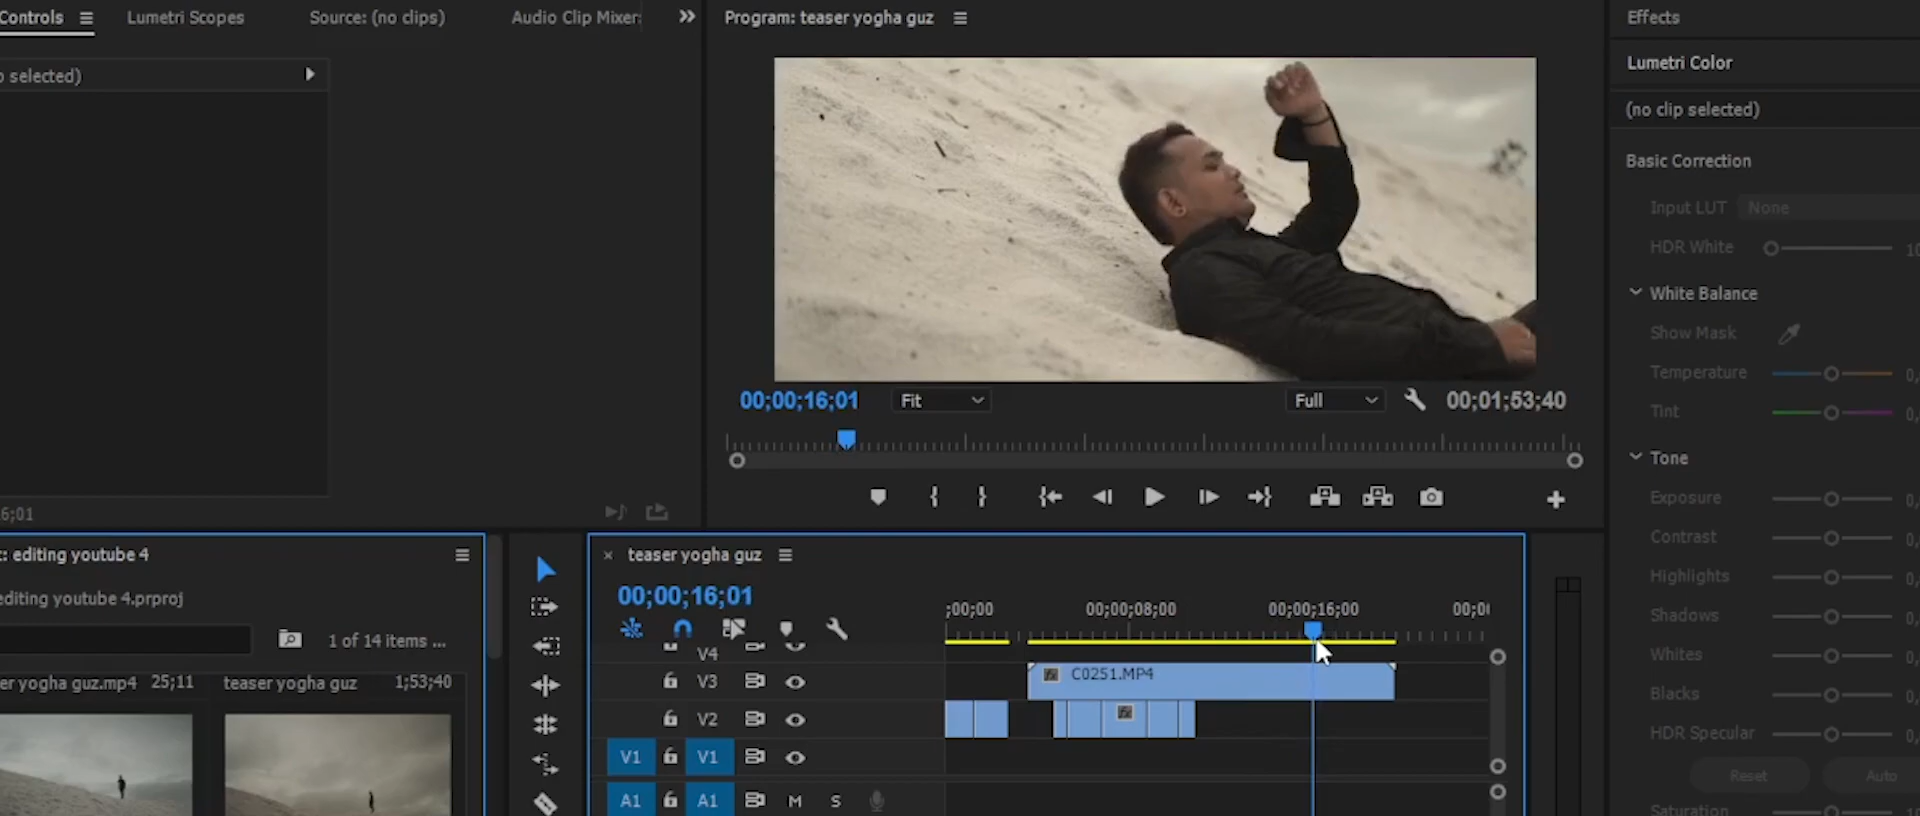 Controls
Lumetri Scopes
Source: (no clips)
Audio Clip Mixer:
Program: teaser yogha guz
Effects
selected)
Lumetri Color
(no clip selected)
Basic Correction
Input LUT None
HDR White
White Balance
Show Mask
Temperature
Tint
00;00;16;01
Fit
Full
00;01;53;40
Tone
Exposure
Contrast
Highlights
Shadows
Whites
Blacks
HDR Specular
Reset
Auto
Saturation
6;01
: editing youtube 4
editing youtube 4.prproj
1 of 14 items ...
er yogha guz.mp4 25;11
teaser yogha guz 1;53;40
× teaser yogha guz
00;00;16;01
;00;00
00;00;08;00
00;00;16;00
00;0
V4
V3
C0251.MP4
fx
V2
fx
V1 V1
A1 A1 M S